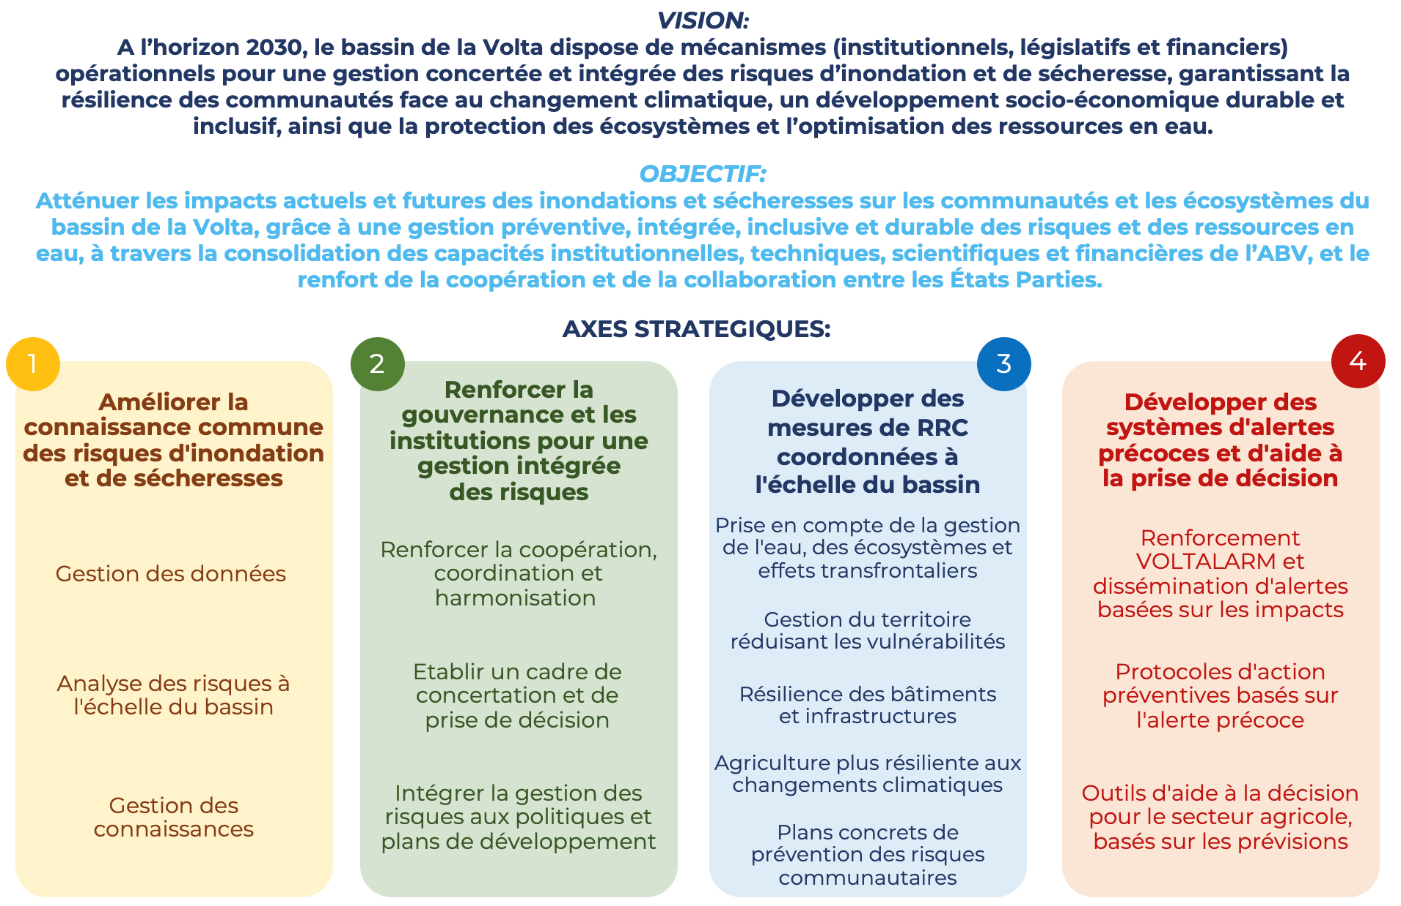 VISION:
A l’horizon 2030, le bassin de la Volta dispose de mécanismes (institutionnels, législatifs et financiers)
opérationnels pour une gestion concertée et intégrée des risques d’inondation et de sécheresse, garantissant la
résilience des communautés face au changement climatique, un développement socio-économique durable et
inclusif, ainsi que la protection des écosystèmes et l’optimisation des ressources en eau.
OBJECTIF:
Atténuer les impacts actuels et futures des inondations et sécheresses sur les communautés et les écosystèmes du
bassin de la Volta, grâce à une gestion préventive, intégrée, inclusive et durable des risques et des ressources en
eau, à travers la consolidation des capacités institutionnelles, techniques, scientifiques et financières de l’ABV, et le
renfort de la coopération et de la collaboration entre les États Parties.
AXES STRATEGIQUES:
1
Améliorer la
connaissance commune
des risques d'inondation
et de sécheresses
Gestion des données
Analyse des risques à
l'échelle du bassin
Gestion des
connaissances
2
Renforcer la
gouvernance et les
institutions pour une
gestion intégrée
des risques
Renforcer la coopération,
coordination et
harmonisation
Etablir un cadre de
concertation et de
prise de décision
Intégrer la gestion des
risques aux politiques et
plans de développement
3
Développer des
mesures de RRC
coordonnées à
l'échelle du bassin
Prise en compte de la gestion
de l'eau, des écosystèmes et
effets transfrontaliers
Gestion du territoire
réduisant les vulnérabilités
Résilience des bâtiments
et infrastructures
Agriculture plus résiliente aux
changements climatiques
Plans concrets de
prévention des risques
communautaires
4
Développer des
systèmes d'alertes
précoces et d'aide à
la prise de décision
Renforcement
VOLTALARM et
dissémination d'alertes
basées sur les impacts
Protocoles d'action
préventives basés sur
l'alerte précoce
Outils d'aide à la décision
pour le secteur agricole,
basés sur les prévisions